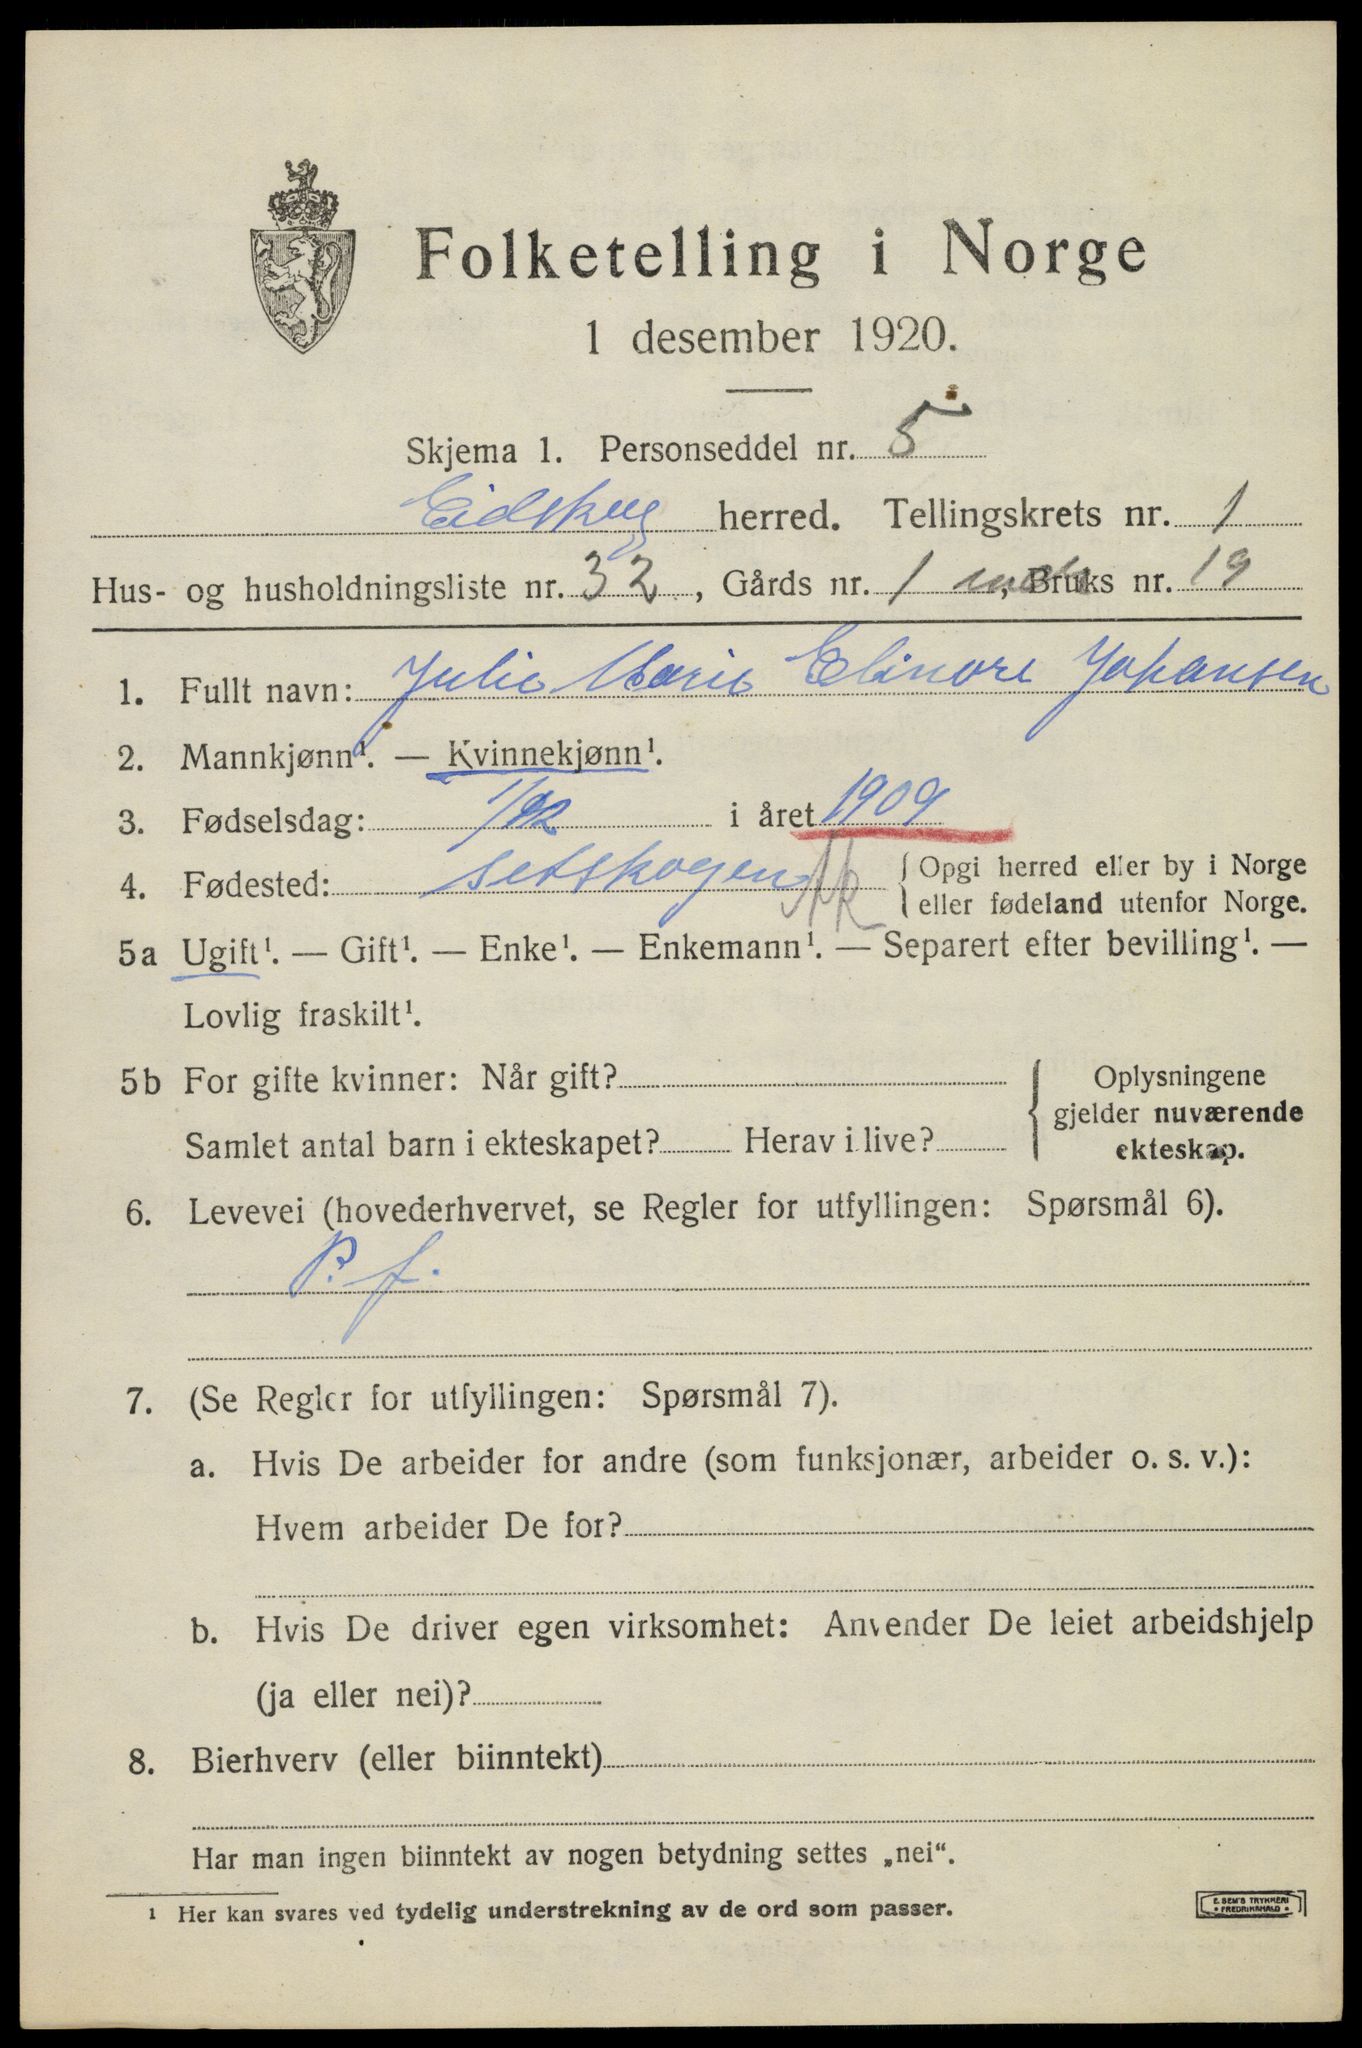 Folketelling i Norge
1 desember 1920.
Skjema 1. Personseddel nr. 5
Eidskog herred. Tellingskrets nr. 1
Hus- og husholdningsliste nr. 32, Gårds nr. 1, Bruks nr. 19
1. Fullt navn: Julie Marie Elinore Johansen
2. Mannkjønn¹. — Kvinnekjønn¹.
3. Fødselsdag: i året 1909
4. Fødested: Setskogen Ak { Opgi herred eller by i Norge
eller fødeland utenfor Norge.
5a Ugift¹. — Gift¹. — Enke¹. — Enkemann¹. — Separert efter bevilling¹. —
Lovlig fraskilt¹.
5b For gifte kvinner: Når gift? { Oplysningene
gjelder nuværende
Samlet antal barn i ekteskapet? Herav i live? ekteskap.
6. Levevei (hovederhvervet, se Regler for utfyllingen: Spørsmål 6).
P. f.
7. (Se Regler for utfyllingen: Spørsmål 7).
a. Hvis De arbeider for andre (som funksjonær, arbeider o. s. v.):
Hvem arbeider De for?
b. Hvis De driver egen virksomhet: Anvender De leiet arbeidshjelp
(ja eller nei)?
8. Bierhverv (eller biinntekt)
Har man ingen biinntekt av nogen betydning settes „nei“.
¹ Her kan svares ved tydelig understrekning av de ord som passer.
E. SEM'S TRYKKERI
• FREDRIKSHALD •